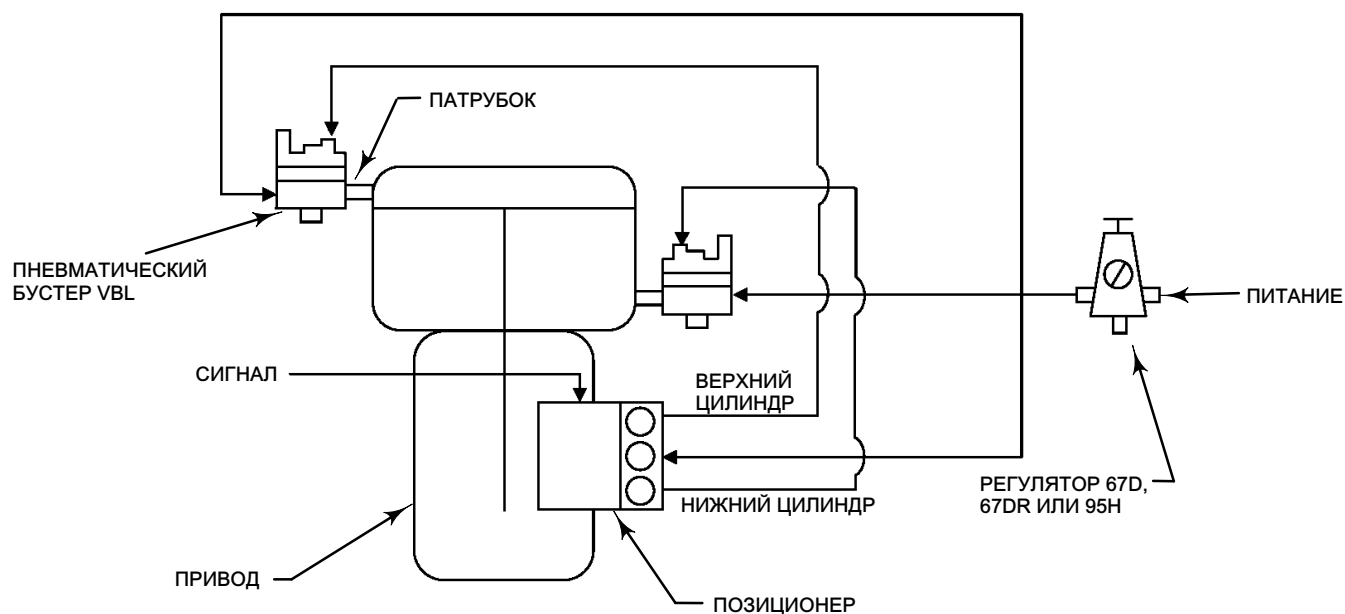 ПАТРУБОК
ПНЕВМАТИЧЕСКИЙ
БУСТЕР VBL
ПИТАНИЕ
СИГНАЛ
ВЕРХНИЙ
ЦИЛИНДР
НИЖНИЙ ЦИЛИНДР
РЕГУЛЯТОР 67D,
67DR ИЛИ 95H
ПРИВОД
ПОЗИЦИОНЕР